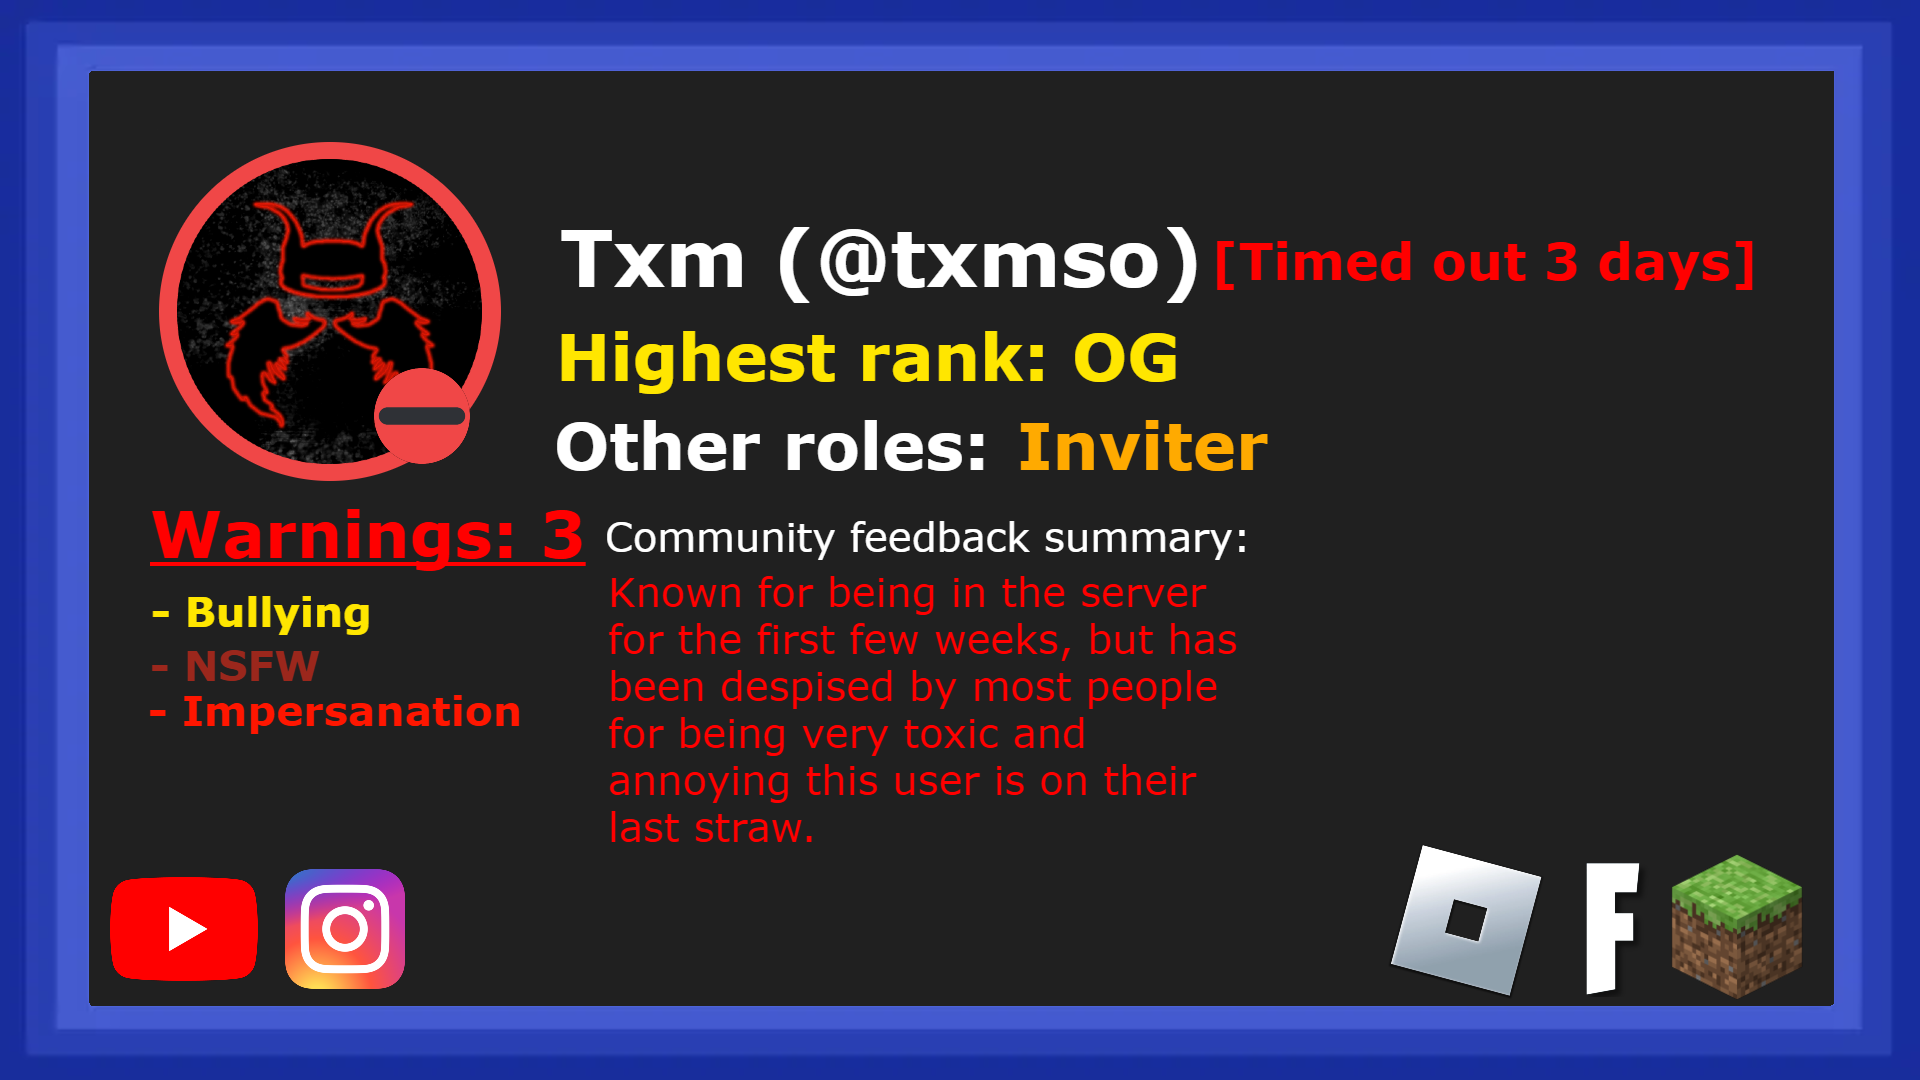 Txm (@txmso) [Timed out 3 days]
Highest rank: OG
Other roles: Inviter
Warnings: 3
- Bullying
- NSFW
- Impersanation
Community feedback summary:
Known for being in the server
for the first few weeks, but has
been despised by most people
for being very toxic and
annoying this user is on their
last straw.
F